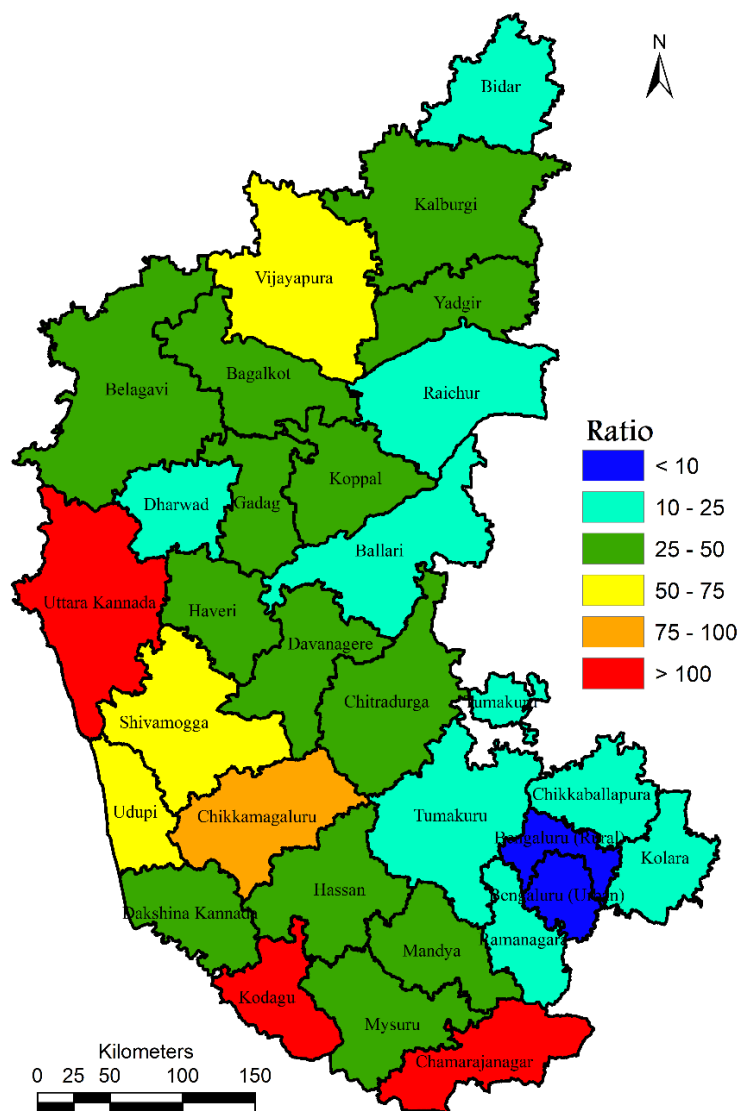 N
Bidar
Kalburgi
Vijayapura
Yadgir
Bagalkot
Belagavi
Raichur
Ratio
< 10
10 - 25
25 - 50
50 - 75
75 - 100
> 100
Koppal
Gadag
Dharwad
Ballari
Uttara Kannada
Haveri
Davanagere
Chitradurga
Tumakuru
Shivamogga
Chikkaballapura
Udupi
Chikkamagaluru
Tumakuru
Bengaluru (Rural)
Kolara
Hassan
Bengaluru (Urban)
Dakshina Kannada
Ramanagara
Mandya
Kodagu
Mysuru
Chamarajanagar
Kilometers
0 25 50 100 150